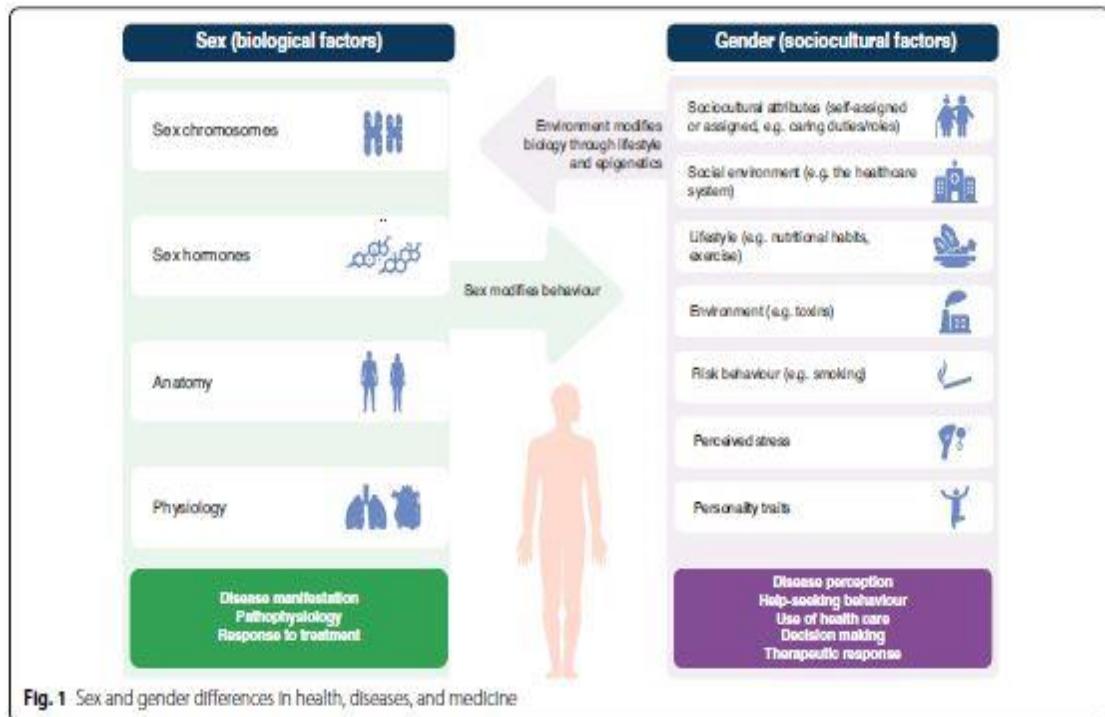 Sex (biological factors)
Sex chromosomes
Sex hormones
Anatomy
Physiology
Disease manifestation
Pathophysiology
Response to treatment
Environment modifies
biology through lifestyle
and epigenetics
Sex modifies behaviour
Gender (sociocultural factors)
Sociocultural attributes (self-assigned
or assigned, e.g. caring duties/roles)
Social environment (e.g. the healthcare
system)
Lifestyle (e.g. nutritional habits,
exercise)
Environment (e.g. toxins)
Risk behaviour (e.g. smoking)
Perceived stress
Personality traits
Disease perception
Help-seeking behaviour
Use of health care
Decision making
Therapeutic response
Fig. 1 Sex and gender differences in health, diseases, and medicine